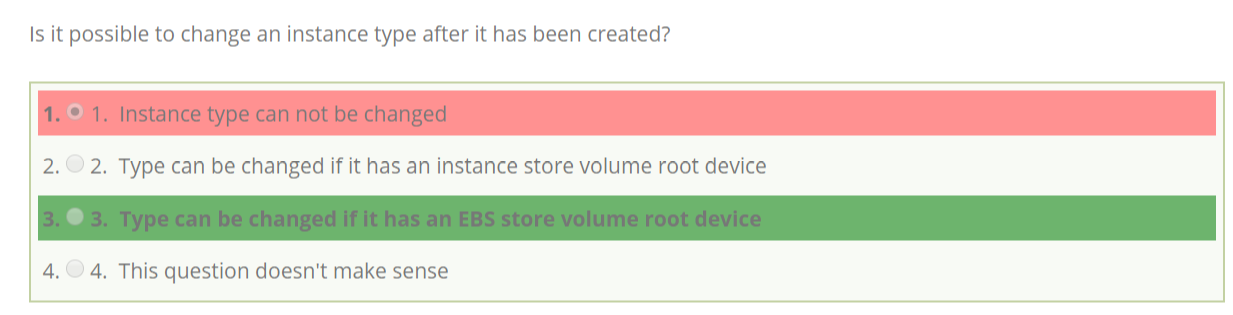 Is it possible to change an instance type after it has been created?
1. 1. Instance type can not be changed
2. 2. Type can be changed if it has an instance store volume root device
3. 3. Type can be changed if it has an EBS store volume root device
4. 4. This question doesn't make sense